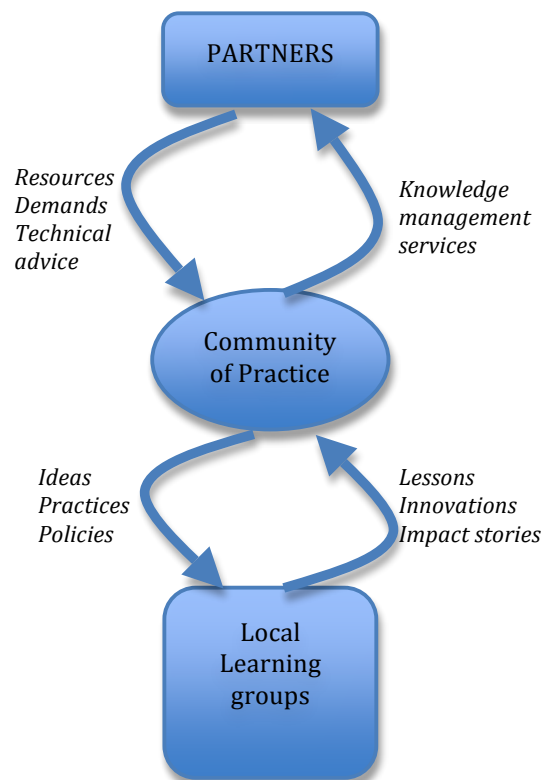 PARTNERS
Resources
Demands
Technical
advice
Knowledge
management
services
Community
of Practice
Ideas
Practices
Policies
Lessons
Innovations
Impact stories
Local
Learning
groups